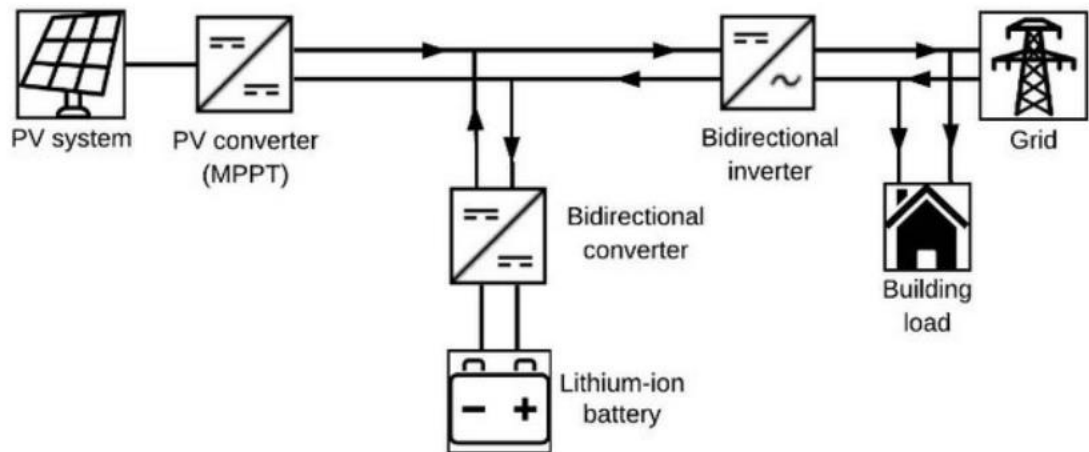 PV system
PV converter
(MPPT)
Bidirectional
inverter
Grid
Bidirectional
converter
Building
load
Lithium-ion
battery